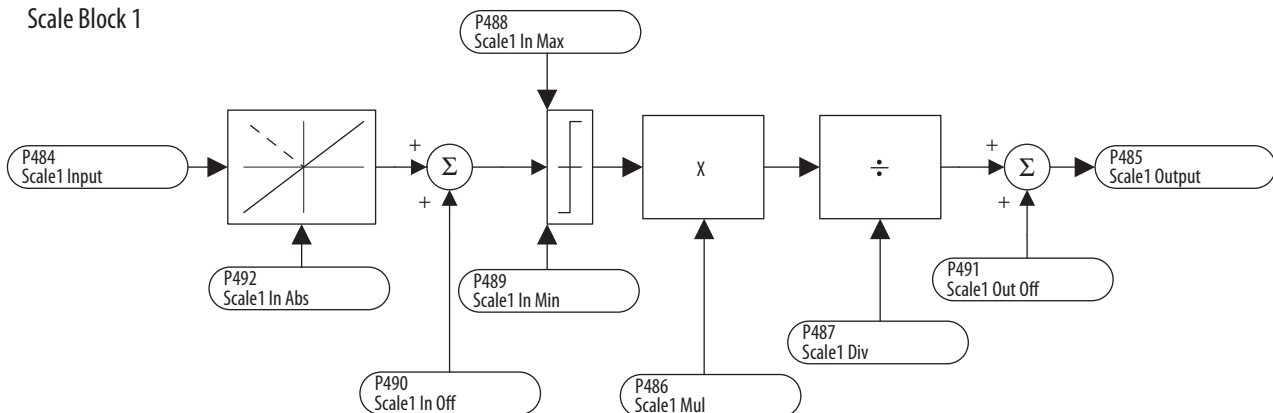 Scale Block 1
P488
Scale1 In Max
P484
Scale1 Input
+
Σ
+
x
÷
+
Σ
+
P485
Scale1 Output
P492
Scale1 In Abs
P489
Scale1 In Min
P491
Scale1 Out Off
P487
Scale1 Div
P490
Scale1 In Off
P486
Scale1 Mul